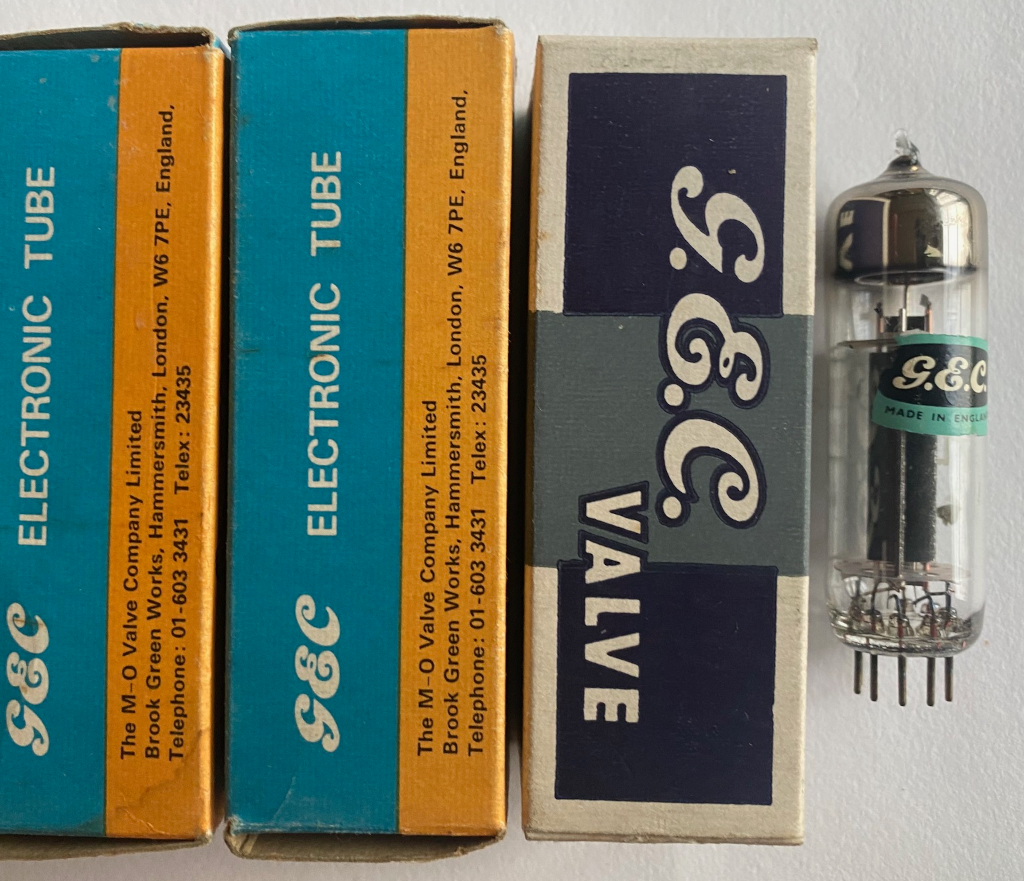 GEC ELECTRONIC TUBE
The M-O Valve Company Limited
Brook Green Works, Hammersmith, London, W6 7PE, England,
Telephone: 01-603 3431 Telex: 23435
GEC ELECTRONIC TUBE
The M-O Valve Company Limited
Brook Green Works, Hammersmith, London, W6 7PE, England,
Telephone: 01-603 3431 Telex: 23435
G.E.C.
VALVE
G.E.C.
MADE IN ENGLA